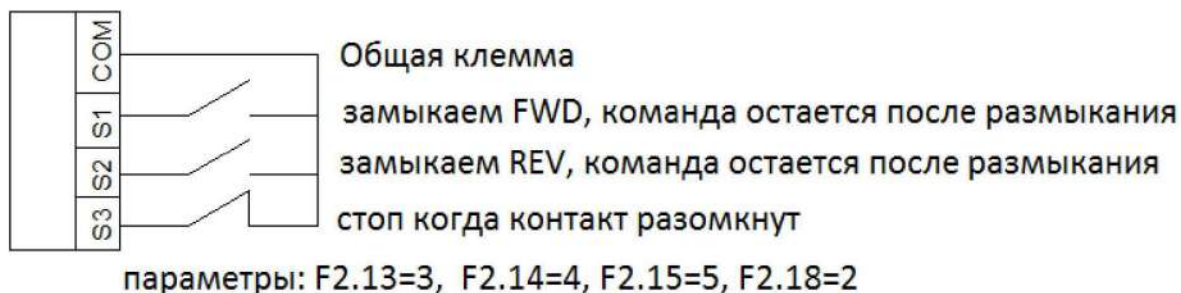 COM
Общая клемма
S1
замыкаем FWD, команда остается после размыкания
S2
замыкаем REV, команда остается после размыкания
S3
стоп когда контакт разомкнут
параметры: F2.13=3, F2.14=4, F2.15=5, F2.18=2